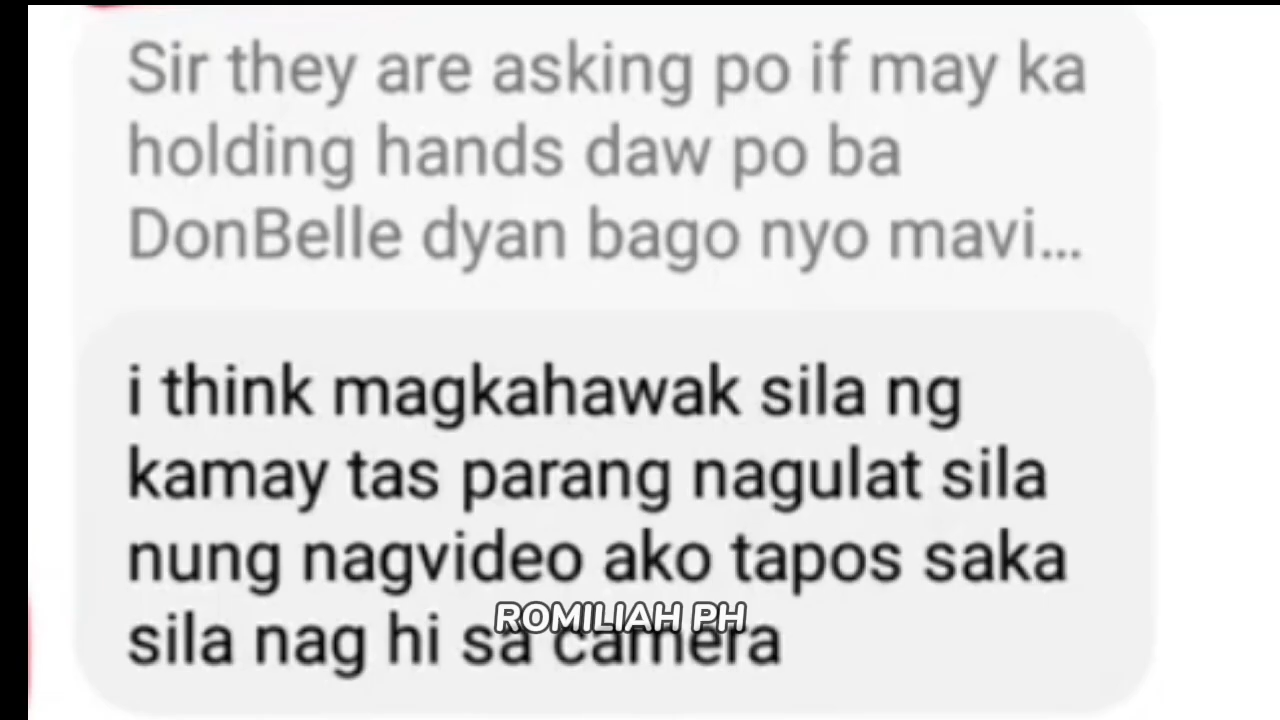 Sir they are asking po if may ka
holding hands daw po ba
DonBelle dyan bago nyo mavi...
i think magkahawak sila ng
kamay tas parang nagulat sila
nung nagvideo ako tapos saka
sila nag hi sa camera
ROMILIAH PH